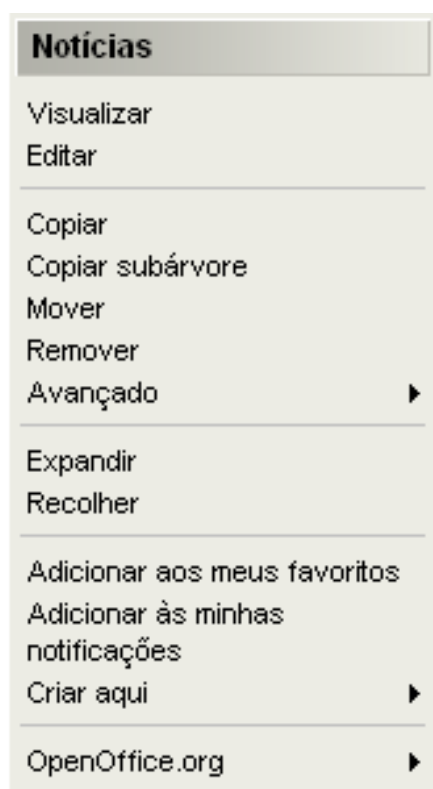 Notícias
Visualizar
Editar
Copiar
Copiar subárvore
Mover
Remover
Avançado
Expandir
Recolher
Adicionar aos meus favoritos
Adicionar às minhas
notificações
Criar aqui
OpenOffice.org